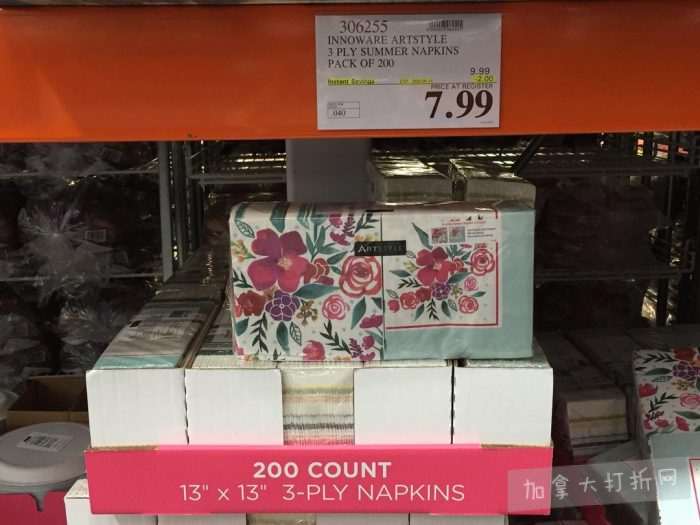 306255
INNOWARE ARTSTYLE
3 PLY SUMMER NAPKINS
PACK OF 200
9.99
Instant Savings
-2.00
PRICE AT REGISTER
7.99
.040
ARTSTYLE
200 COUNT
13" x 13" 3-PLY NAPKINS
加拿大打折网